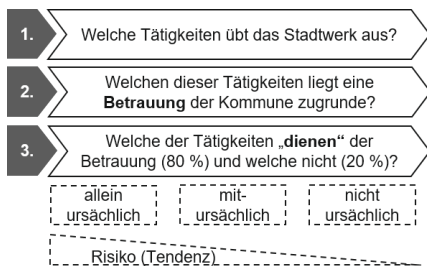 1.
Welche Tätigkeiten übt das Stadtwerk aus?
2.
Welchen dieser Tätigkeiten liegt eine
Betrauung der Kommune zugrunde?
3.
Welche der Tätigkeiten „dienen“ der
Betrauung (80 %) und welche nicht (20 %)?
allein
ursächlich
mit-
ursächlich
nicht
ursächlich
Risiko (Tendenz)